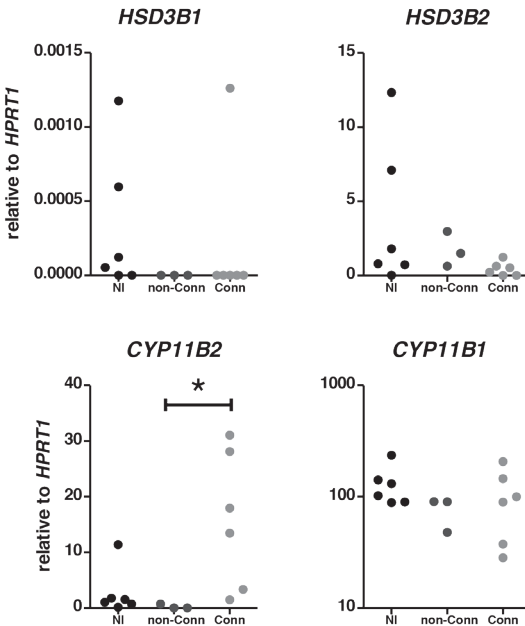 HSD3B1
HSD3B2
relative to HPRT1
0.0015
0.0010
0.0005
0.0000
NI non-Conn Conn
15
10
5
0
NI non-Conn Conn
CYP11B2
CYP11B1
relative to HPRT1
40
30
20
10
0
*
NI non-Conn Conn
1000
100
10
NI non-Conn Conn